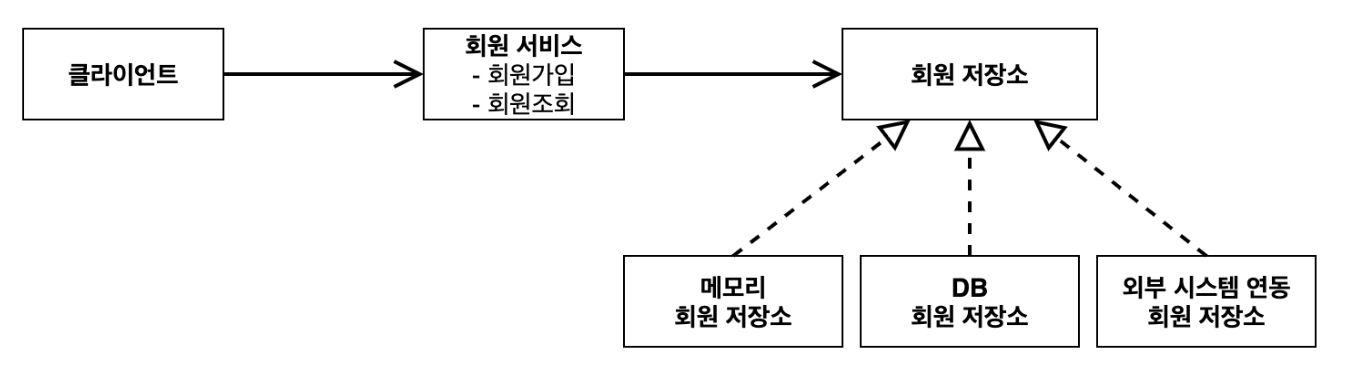 클라이언트
회원 서비스
- 회원가입
- 회원조회
회원 저장소
메모리
회원 저장소
DB
회원 저장소
외부 시스템 연동
회원 저장소